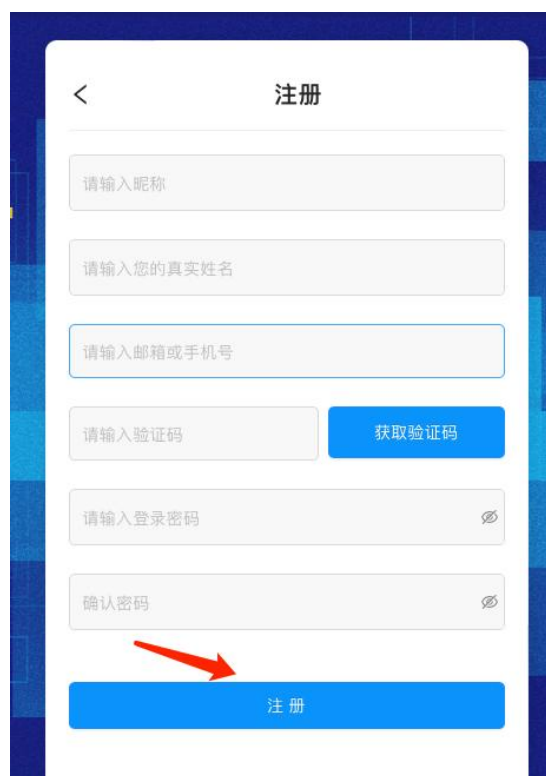 注册
请输入昵称
请输入您的真实姓名
请输入邮箱或手机号
请输入验证码 获取验证码
请输入登录密码
确认密码
注 册